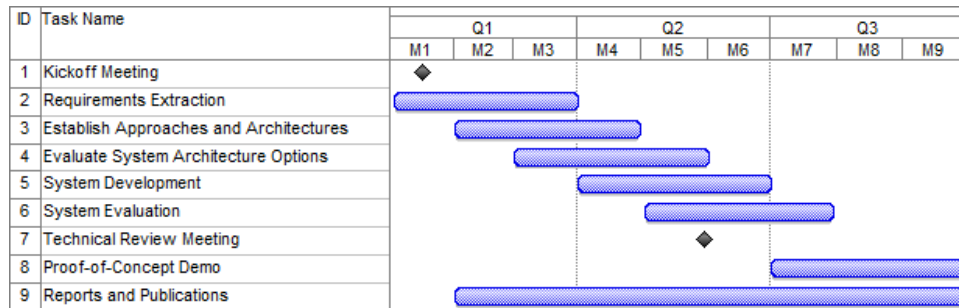 ID Task Name
Q1 Q2 Q3
M1 M2 M3 M4 M5 M6 M7 M8 M9
1 Kickoff Meeting
2 Requirements Extraction
3 Establish Approaches and Architectures
4 Evaluate System Architecture Options
5 System Development
6 System Evaluation
7 Technical Review Meeting
8 Proof-of-Concept Demo
9 Reports and Publications